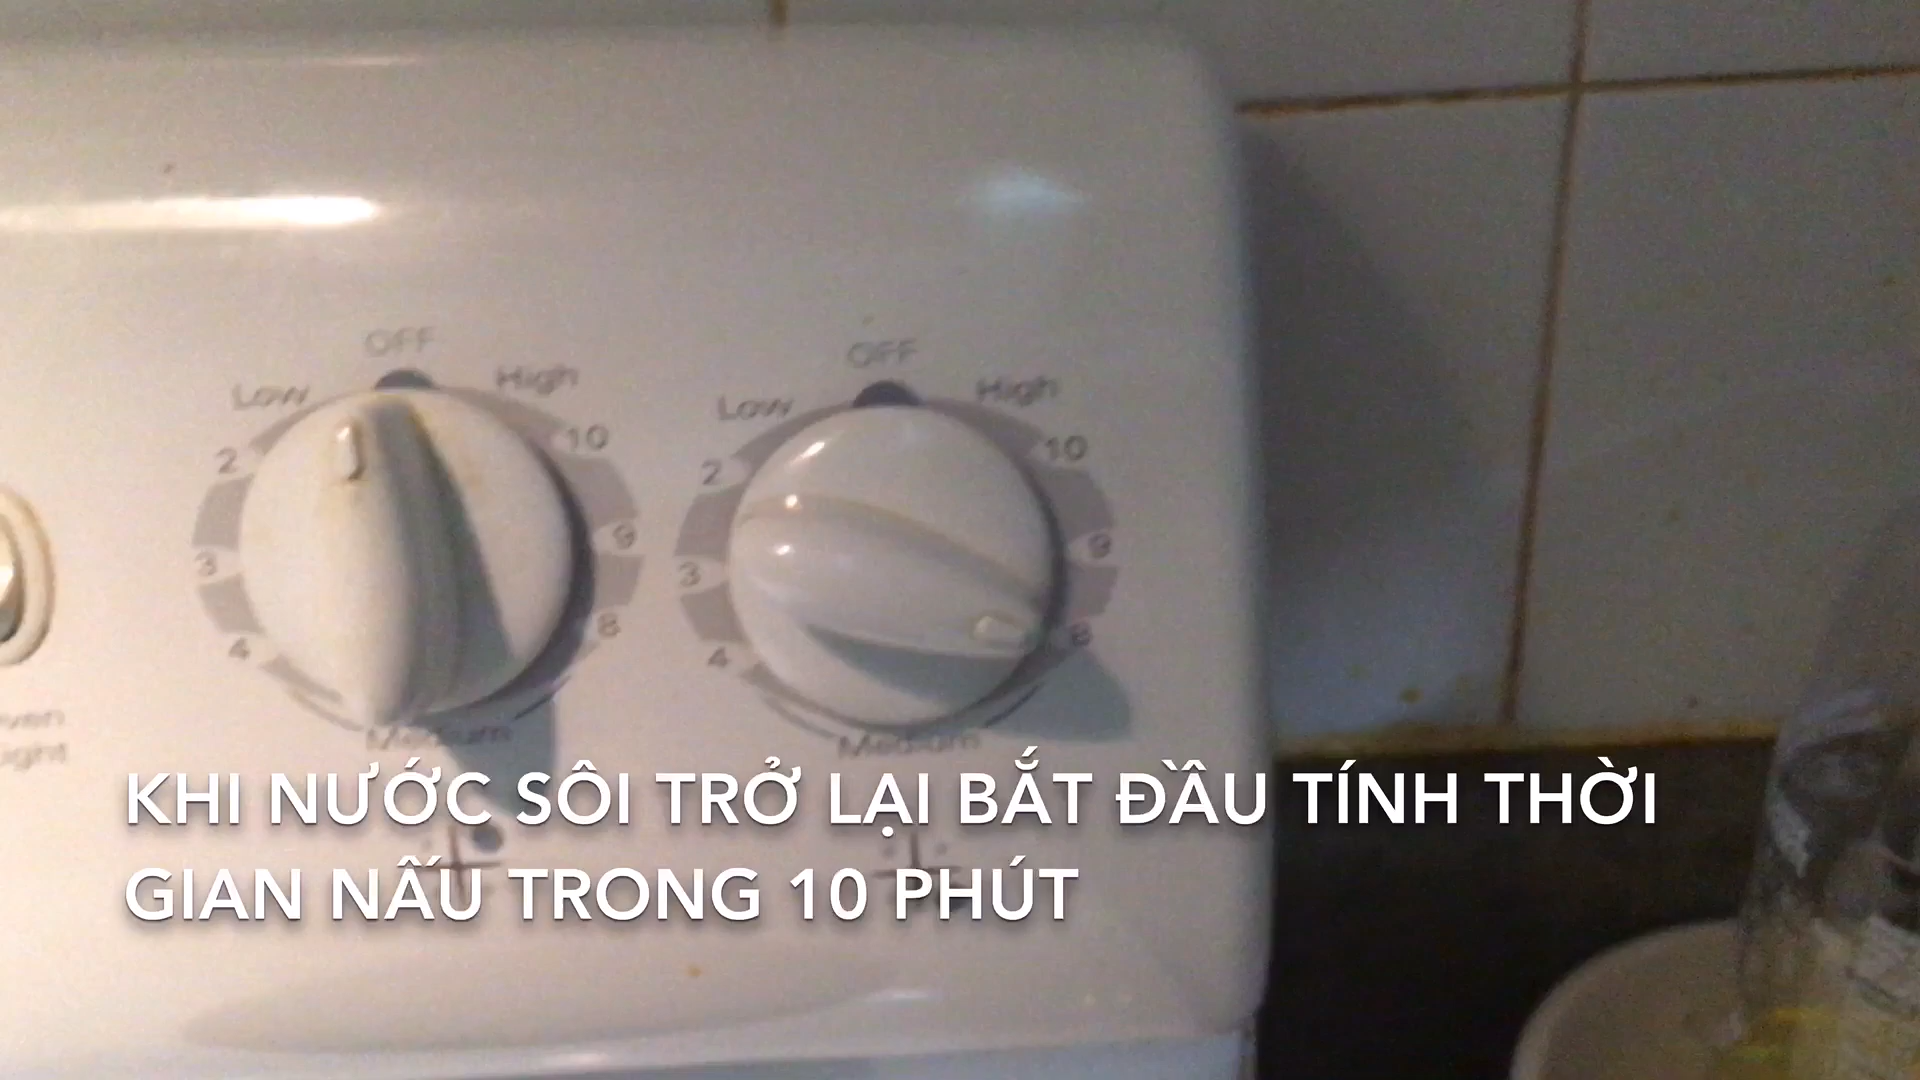 OFF
Low
High
2
10
3
9
4
8
Medium
OFF
Low
High
2
10
3
9
4
8
Medium
KHI NƯỚC SÔI TRỞ LẠI BẮT ĐẦU TÍNH THỜI
GIAN NẤU TRONG 10 PHÚT